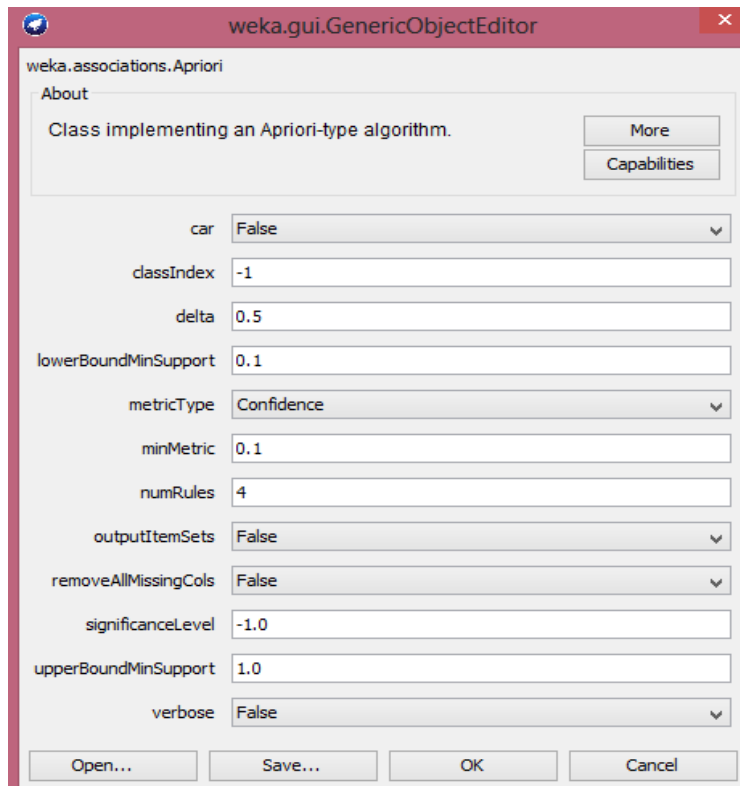 weka.gui.GenericObjectEditor
weka.associations.Apriori
About
Class implementing an Apriori-type algorithm.
More
Capabilities
car False
classIndex -1
delta 0.5
lowerBoundMinSupport 0.1
metricType Confidence
minMetric 0.1
numRules 4
outputItemSets False
removeAllMissingCols False
significanceLevel -1.0
upperBoundMinSupport 1.0
verbose False
Open... Save... OK Cancel